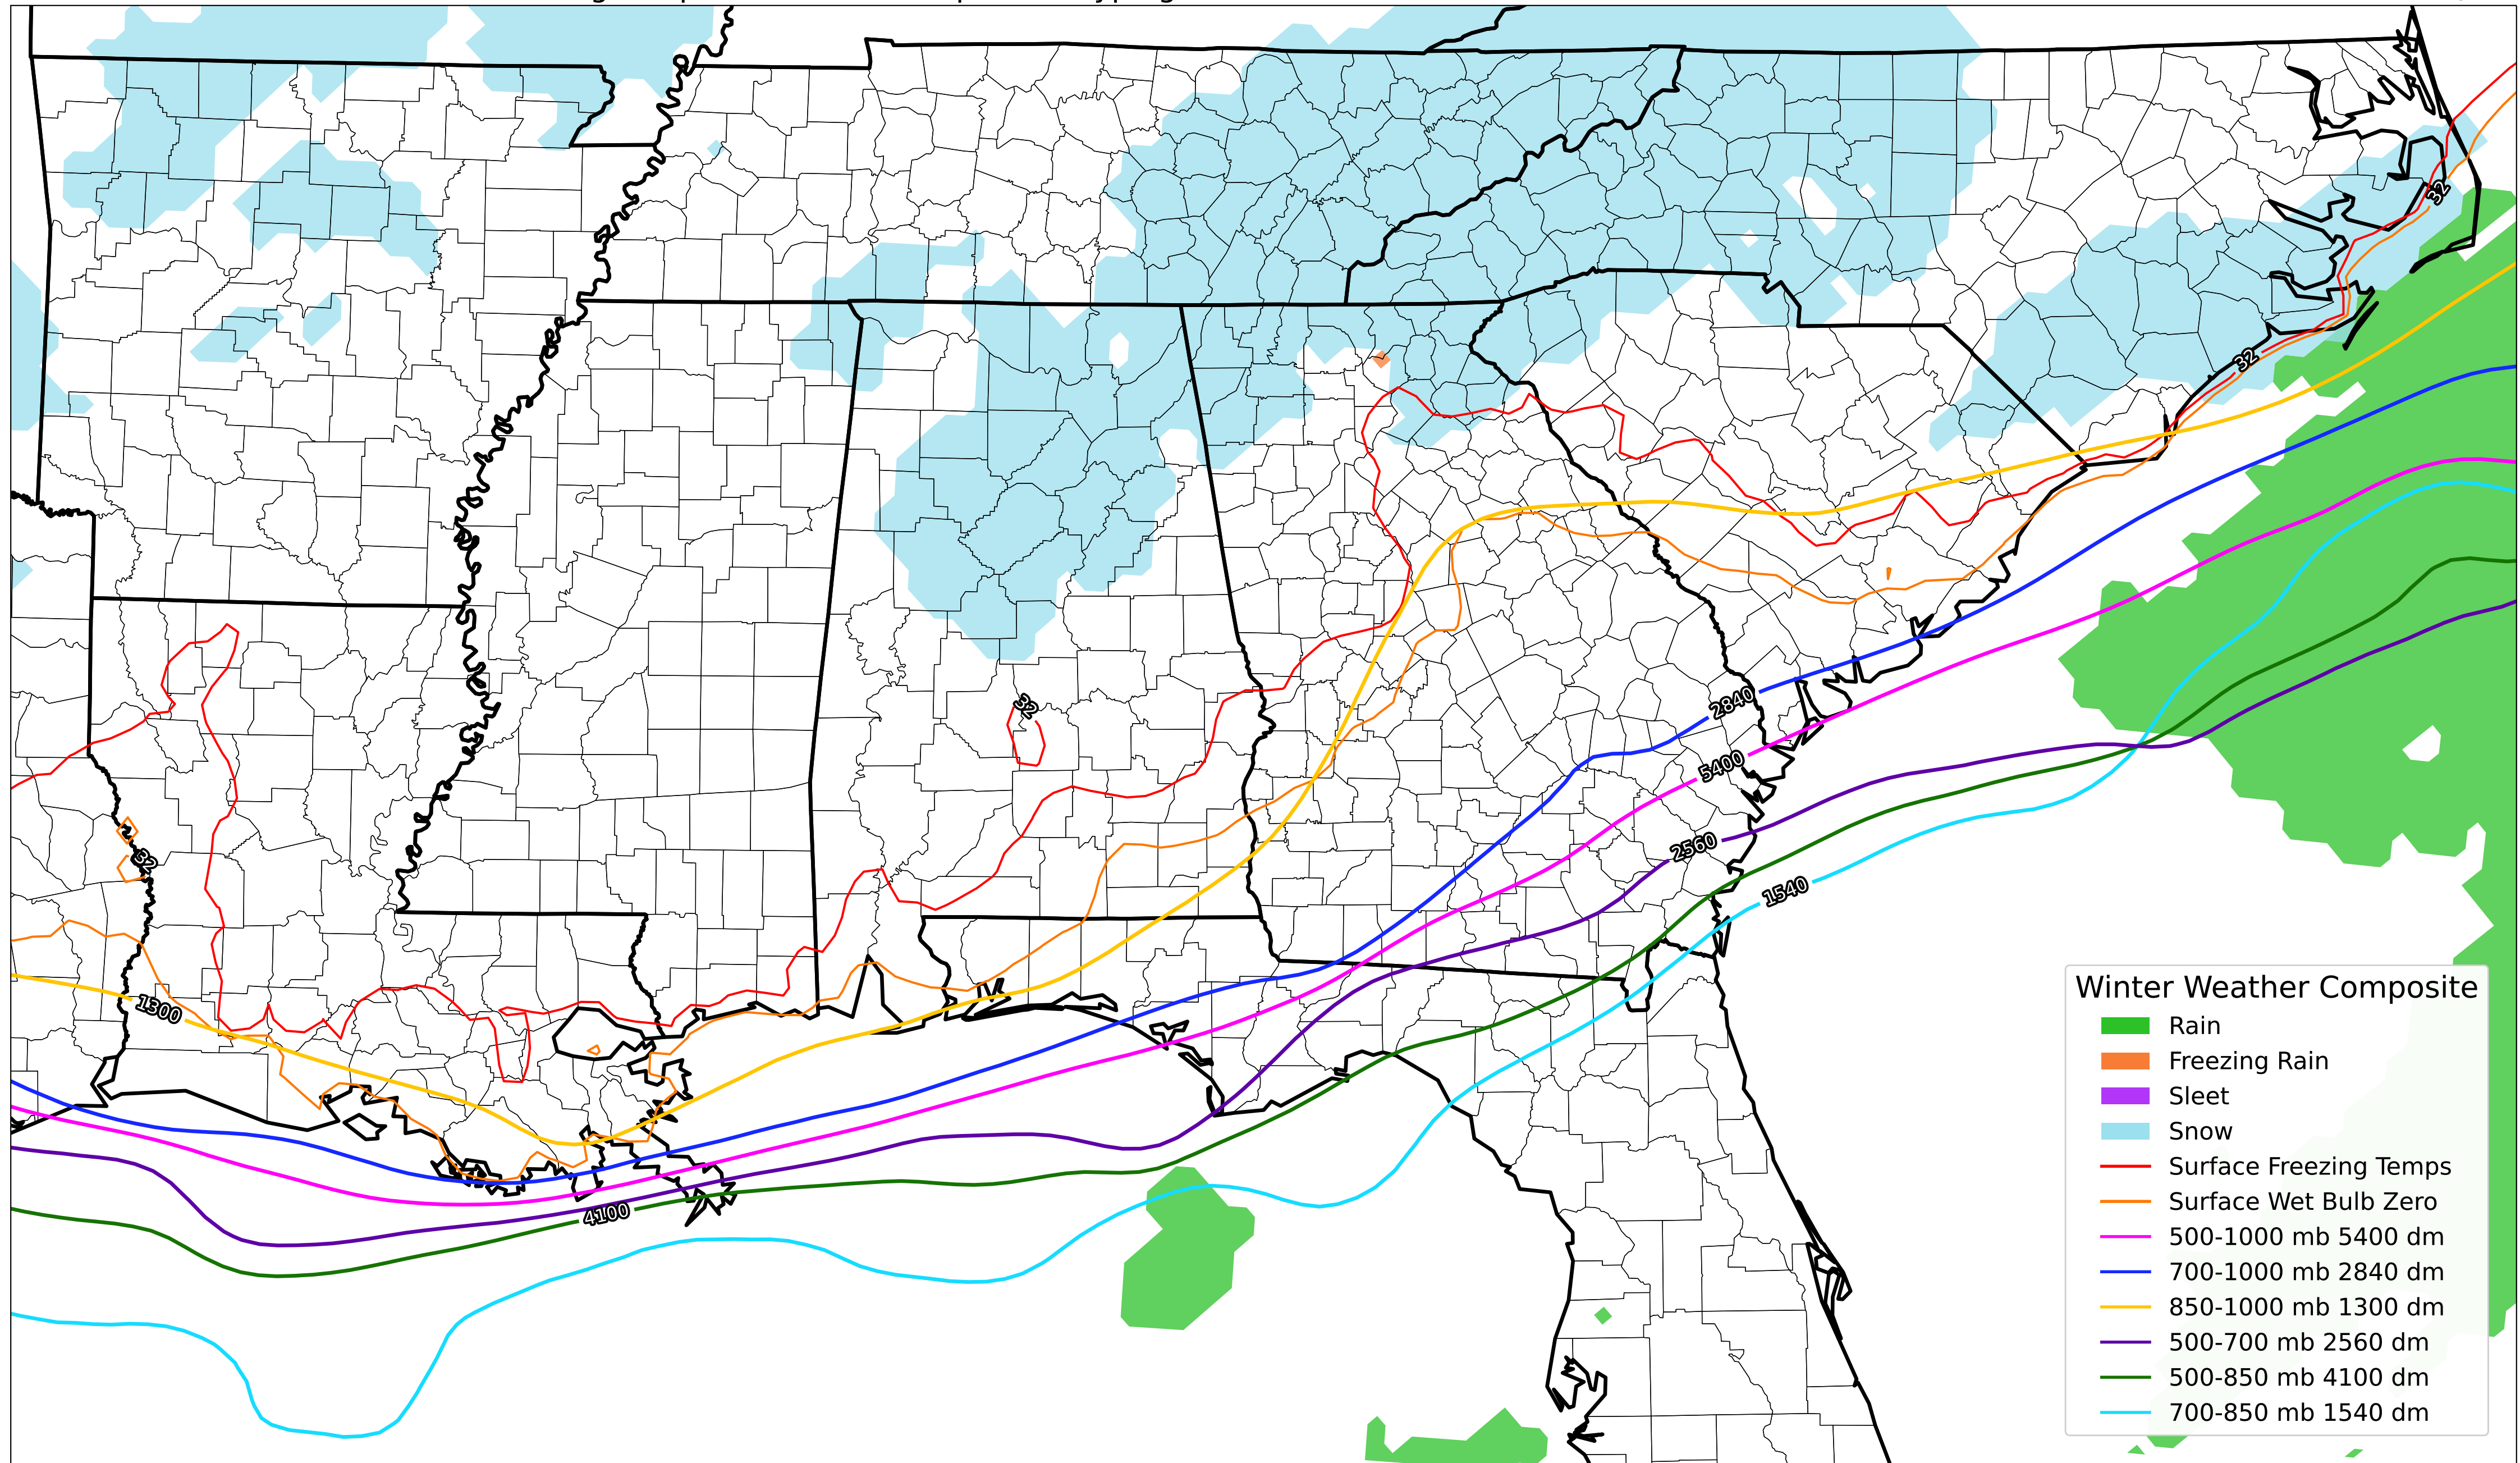 32
32
32
2840
5400
32
2560
1540
1300
4100
Winter Weather Composite
Rain
Freezing Rain
Sleet
Snow
Surface Freezing Temps
Surface Wet Bulb Zero
500-1000 mb 5400 dm
700-1000 mb 2840 dm
850-1000 mb 1300 dm
500-700 mb 2560 dm
500-850 mb 4100 dm
700-850 mb 1540 dm